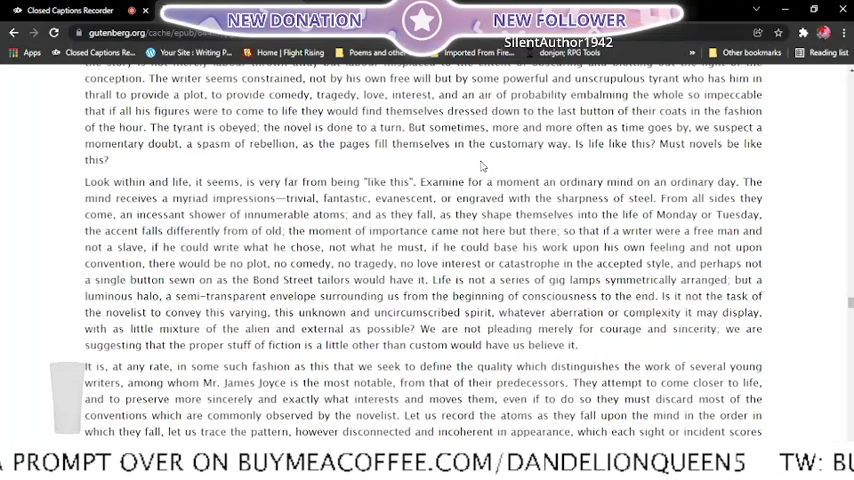 Closed Captions Recorder
NEW DONATION
NEW FOLLOWER
SilentAuthor1942
gutenberg.org/cache/epub/
Apps
Closed Captions Rec...
Your Site : Writing P...
Home | Flight Rising
Poems and other
Imported From Fire...
donjon; RPG Tools
»
Other bookmarks
Reading list
conception. The writer seems constrained, not by his own free will but by some powerful and unscrupulous tyrant who has him in
thrall to provide a plot, to provide comedy, tragedy, love, interest, and an air of probability embalming the whole so impeccable
that if all his figures were to come to life they would find themselves dressed down to the last button of their coats in the fashion
of the hour. The tyrant is obeyed; the novel is done to a turn. But sometimes, more and more often as time goes by, we suspect a
momentary doubt, a spasm of rebellion, as the pages fill themselves in the customary way. Is life like this? Must novels be like
this?
Look within and life, it seems, is very far from being "like this". Examine for a moment an ordinary mind on an ordinary day. The
mind receives a myriad impressions—trivial, fantastic, evanescent, or engraved with the sharpness of steel. From all sides they
come, an incessant shower of innumerable atoms; and as they fall, as they shape themselves into the life of Monday or Tuesday,
the accent falls differently from of old; the moment of importance came not here but there; so that if a writer were a free man and
not a slave, if he could write what he chose, not what he must, if he could base his work upon his own feeling and not upon
convention, there would be no plot, no comedy, no tragedy, no love interest or catastrophe in the accepted style, and perhaps not
a single button sewn on as the Bond Street tailors would have it. Life is not a series of gig lamps symmetrically arranged; but a
luminous halo, a semi-transparent envelope surrounding us from the beginning of consciousness to the end. Is it not the task of
the novelist to convey this varying, this unknown and uncircumscribed spirit, whatever aberration or complexity it may display,
with as little mixture of the alien and external as possible? We are not pleading merely for courage and sincerity; we are
suggesting that the proper stuff of fiction is a little other than custom would have us believe it.
It is, at any rate, in some such fashion as this that we seek to define the quality which distinguishes the work of several young
writers, among whom Mr. James Joyce is the most notable, from that of their predecessors. They attempt to come closer to life,
and to preserve more sincerely and exactly what interests and moves them, even if to do so they must discard most of the
conventions which are commonly observed by the novelist. Let us record the atoms as they fall upon the mind in the order in
which they fall, let us trace the pattern, however disconnected and incoherent in appearance, which each sight or incident scores
A PROMPT OVER ON BUYMEACOFFEE.COM/DANDELIONQUEEN5 TW: BU